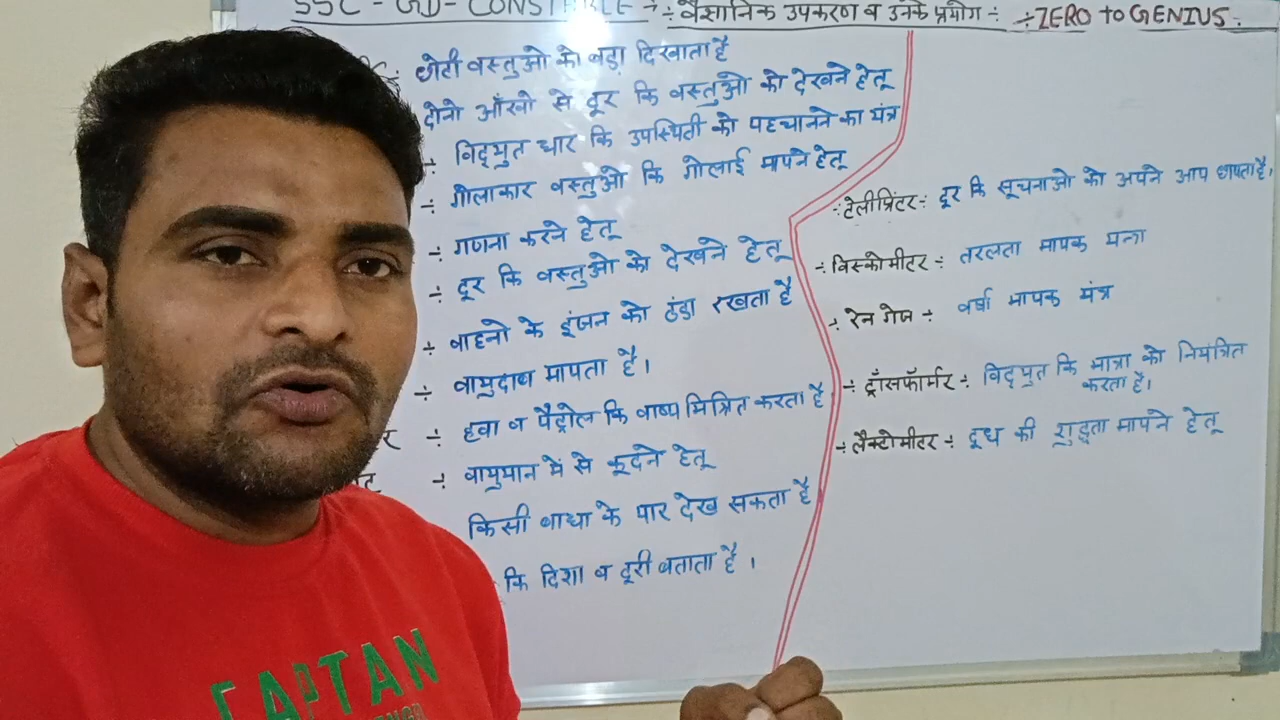 SSC - GD - CONSTABLE ÷ ÷ वैज्ञानिक उपकरण व उनके प्रयोग ÷ ÷ ZERO to GENIUS ÷
छोटी वस्तुओ को बड़ा दिखाता है
दोनो आँखो से दूर कि वस्तुओ को देखने हेतू
÷ विद्युत धार कि उपस्थिती को पहचानने का यंत्र
÷ गोलाकार वस्तुओ कि गोलाई मापने हेतू
÷ गणना करने हेतू
÷ दूर कि वस्तुओ को देखने हेतू
÷ वाहनो के इंजन को ठंडा रखता है
÷ वायुदाब मापता है।
÷ हवा व पैट्रोल कि वाष्प मिश्रित करता है
÷ वायुयान मे से कूदने हेतू
किसी बाधा के पार देख सकता है
कि दिशा व दूरी बताता है।
÷ टेलीप्रिंटर ÷ दूर कि सूचनाओ को अपने आप छापता है।
÷ विस्कोमीटर ÷ तरलता मापक यन्त्र
÷ रेन गेज ÷ वर्षा मापक यंत्र
÷ ट्राँसफॉर्मर ÷ विद्युत कि मात्रा को नियंत्रित
करता है।
÷ लैक्टोमीटर ÷ दूध की शुद्धता मापने हेतू
CAPTAN